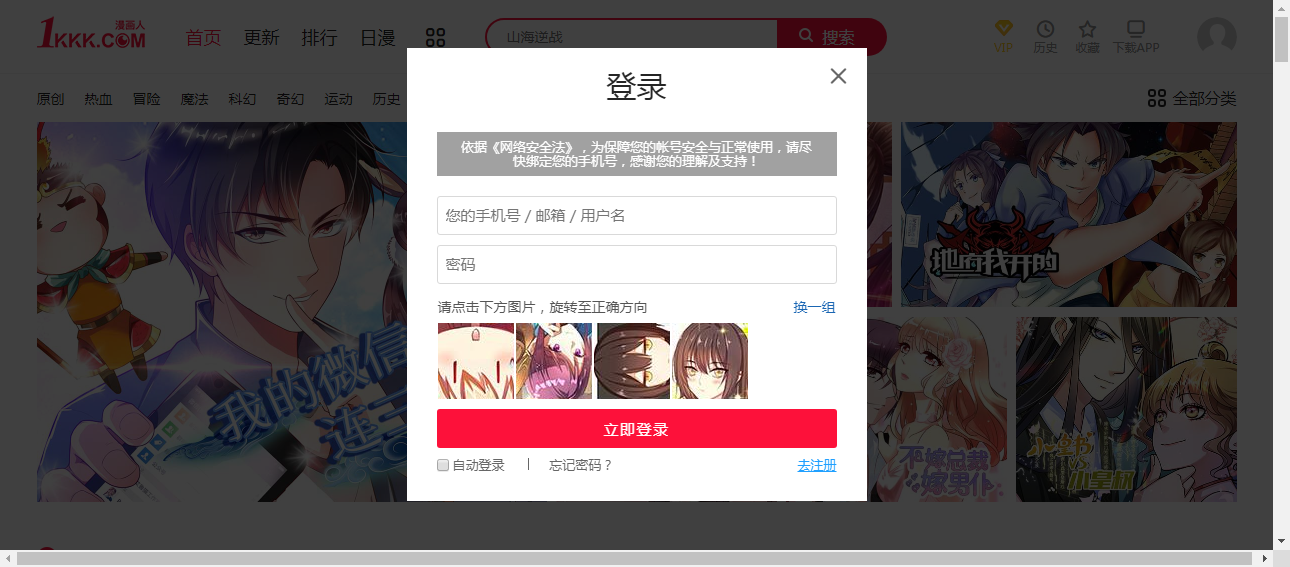 漫画人
1KKK.COM
首页 更新 排行 日漫
山海逆战
搜索
VIP 历史 收藏 下载APP
原创 热血 冒险 魔法 科幻 奇幻 运动 历史
全部分类
登录
依据《网络安全法》，为保障您的帐号安全与正常使用，请尽
快绑定您的手机号，感谢您的理解及支持！
您的手机号 / 邮箱 / 用户名
密码
请点击下方图片，旋转至正确方向 换一组
立即登录
自动登录 | 忘记密码？ 去注册
地府我开的
我的微信
连三界
不嫁总裁
嫁男仆
小皇叔